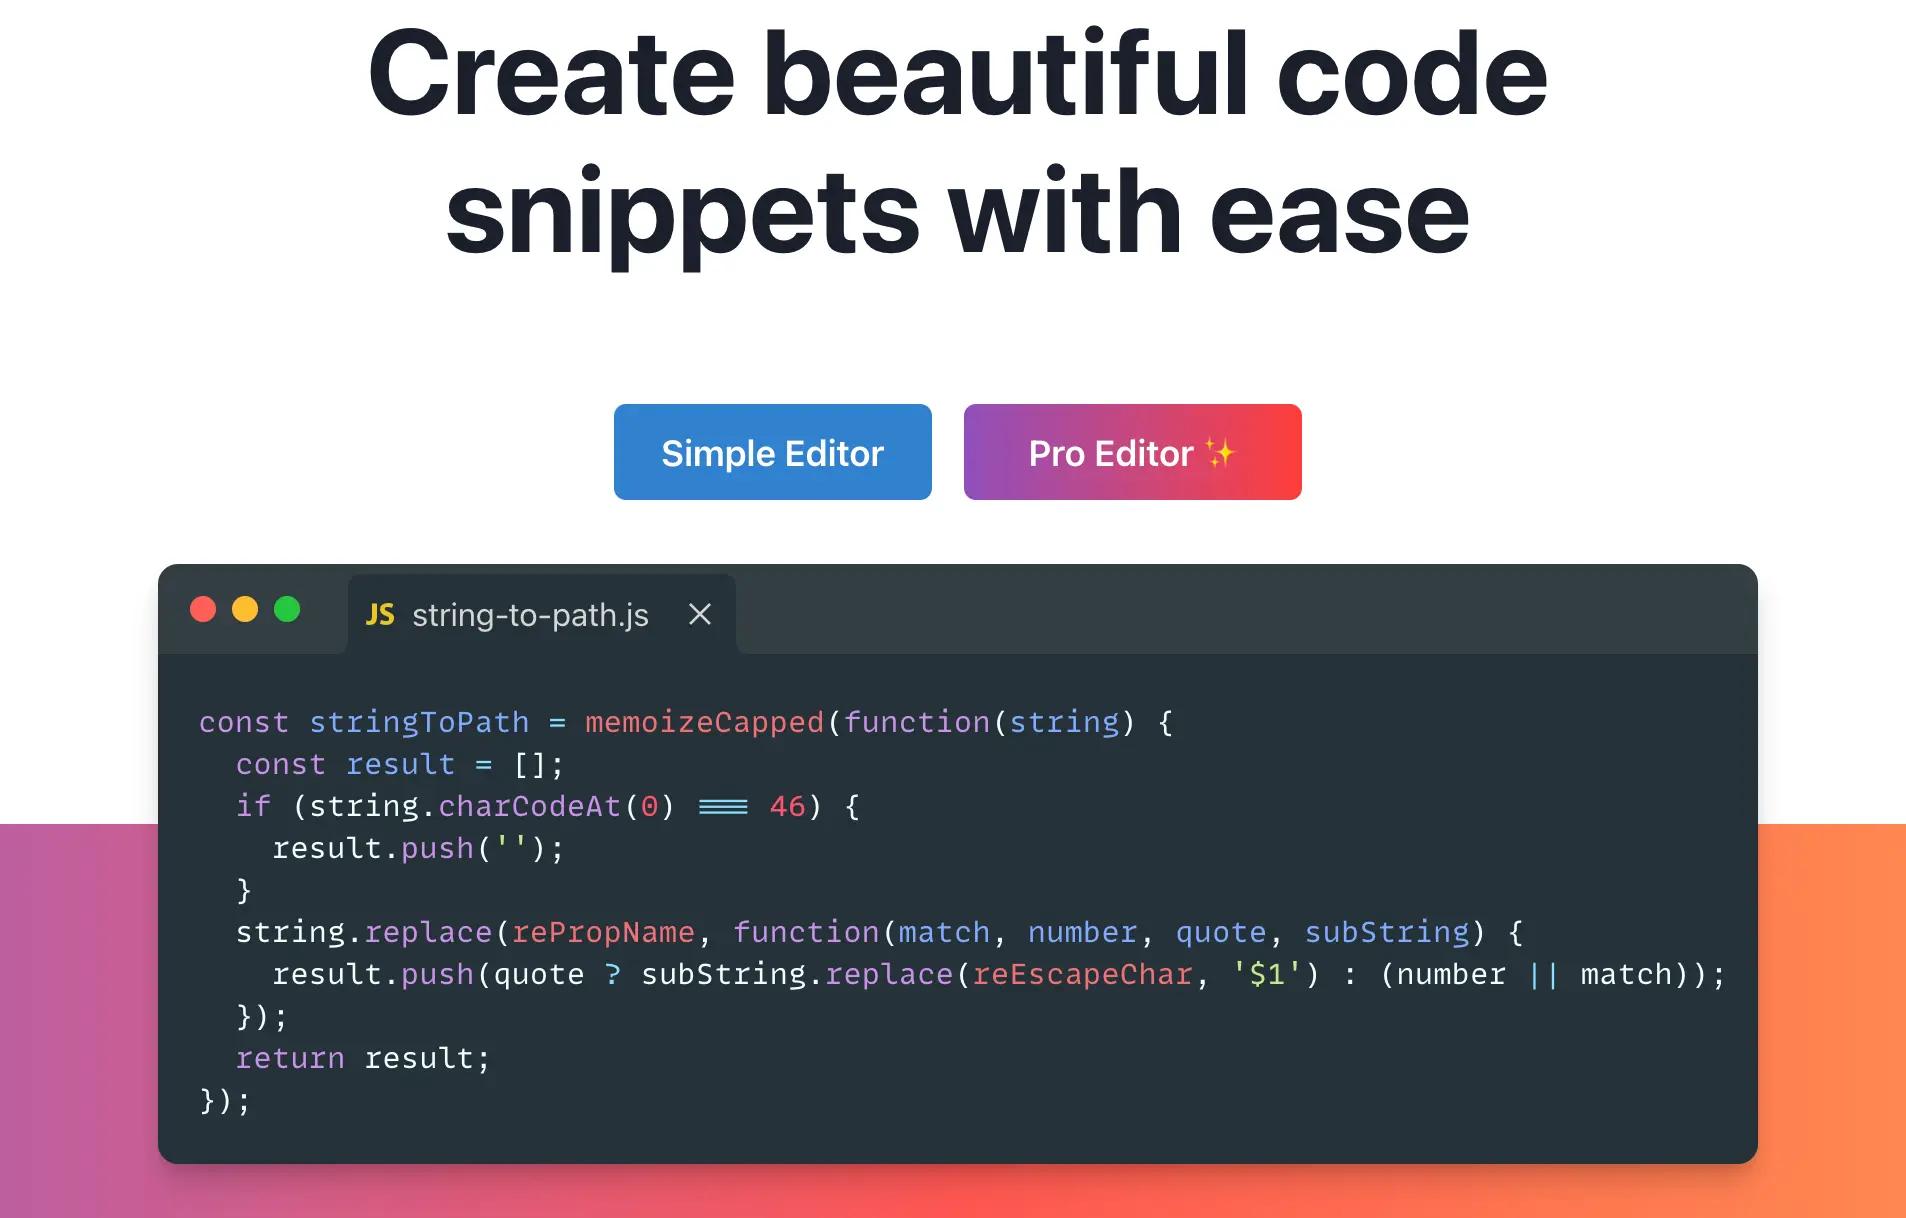 Create beautiful code
snippets with ease
Simple Editor
Pro Editor ✨
JS string-to-path.js ×
const stringToPath = memoizeCapped(function(string) {
  const result = [];
  if (string.charCodeAt(0) === 46) {
    result.push('');
  }
  string.replace(rePropName, function(match, number, quote, subString) {
    result.push(quote ? subString.replace(reEscapeChar, '$1') : (number || match));
  });
  return result;
});